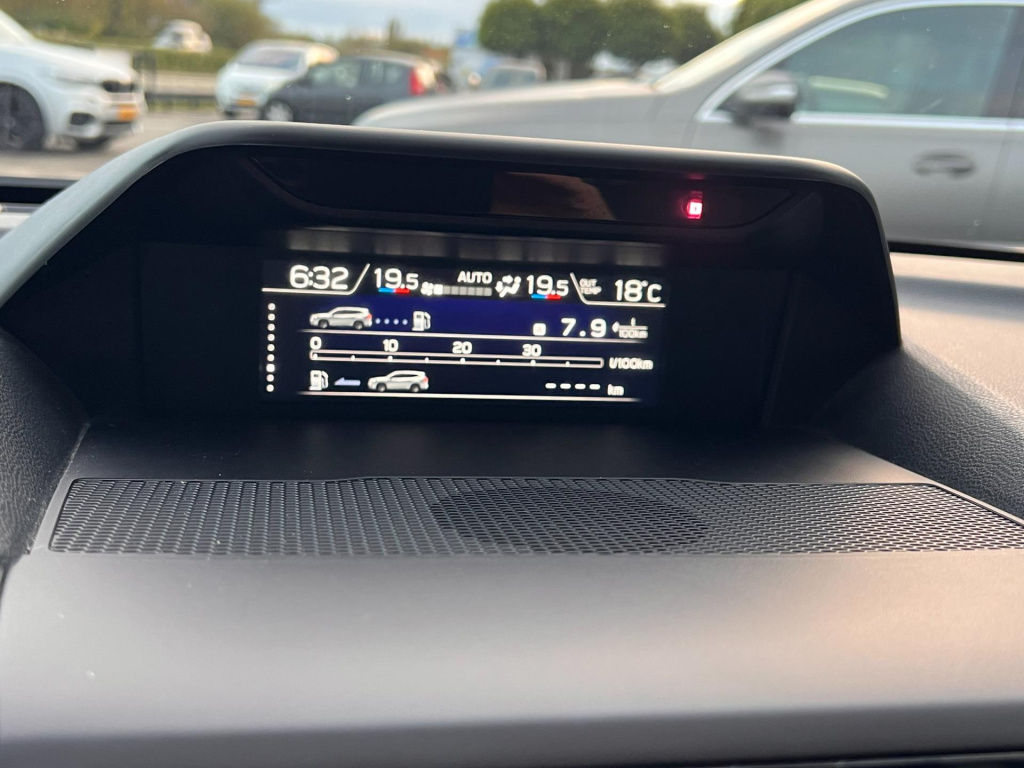 6:32 19.5 AUTO 19.5 OUT TEMP 18°C
7.9 ℓ/100km
0 10 20 30
ℓ/100km
---- km